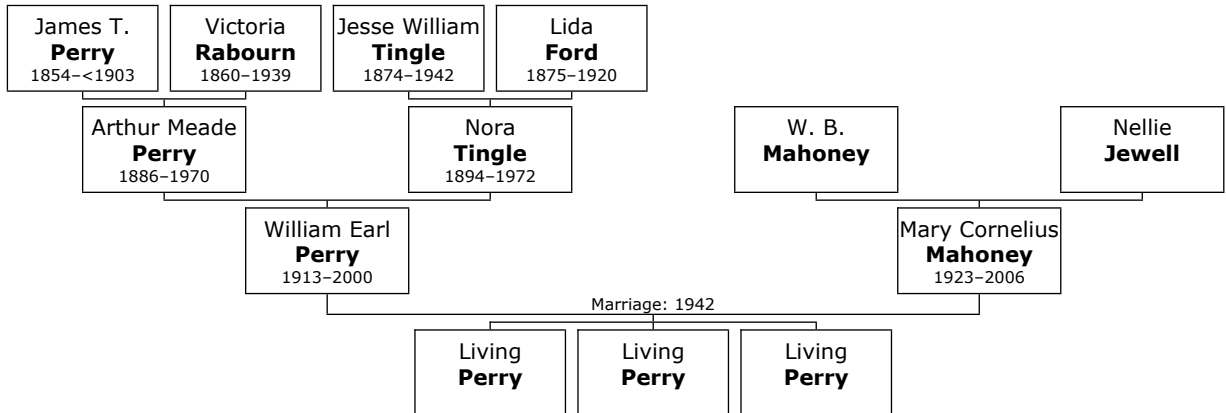 James T.
Perry
1854–<1903
Victoria
Rabourn
1860–1939
Jesse William
Tingle
1874–1942
Lida
Ford
1875–1920
Arthur Meade
Perry
1886–1970
Nora
Tingle
1894–1972
W. B.
Mahoney
Nellie
Jewell
William Earl
Perry
1913–2000
Mary Cornelius
Mahoney
1923–2006
Marriage: 1942
Living
Perry
Living
Perry
Living
Perry